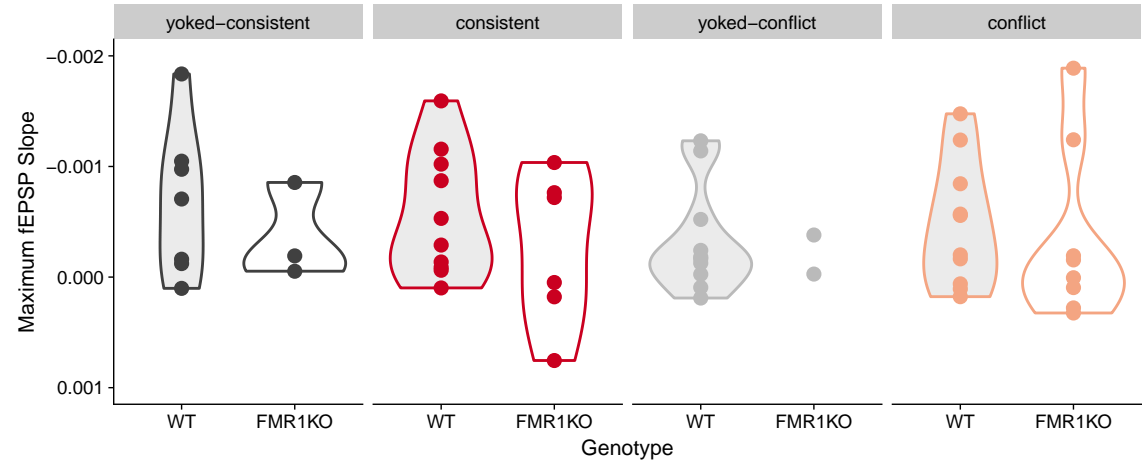 yoked−consistent
consistent
yoked−conflict
conflict
Maximum fEPSP Slope
−0.002
−0.001
0.000
0.001
WT
FMR1KO
WT
FMR1KO
WT
FMR1KO
WT
FMR1KO
Genotype